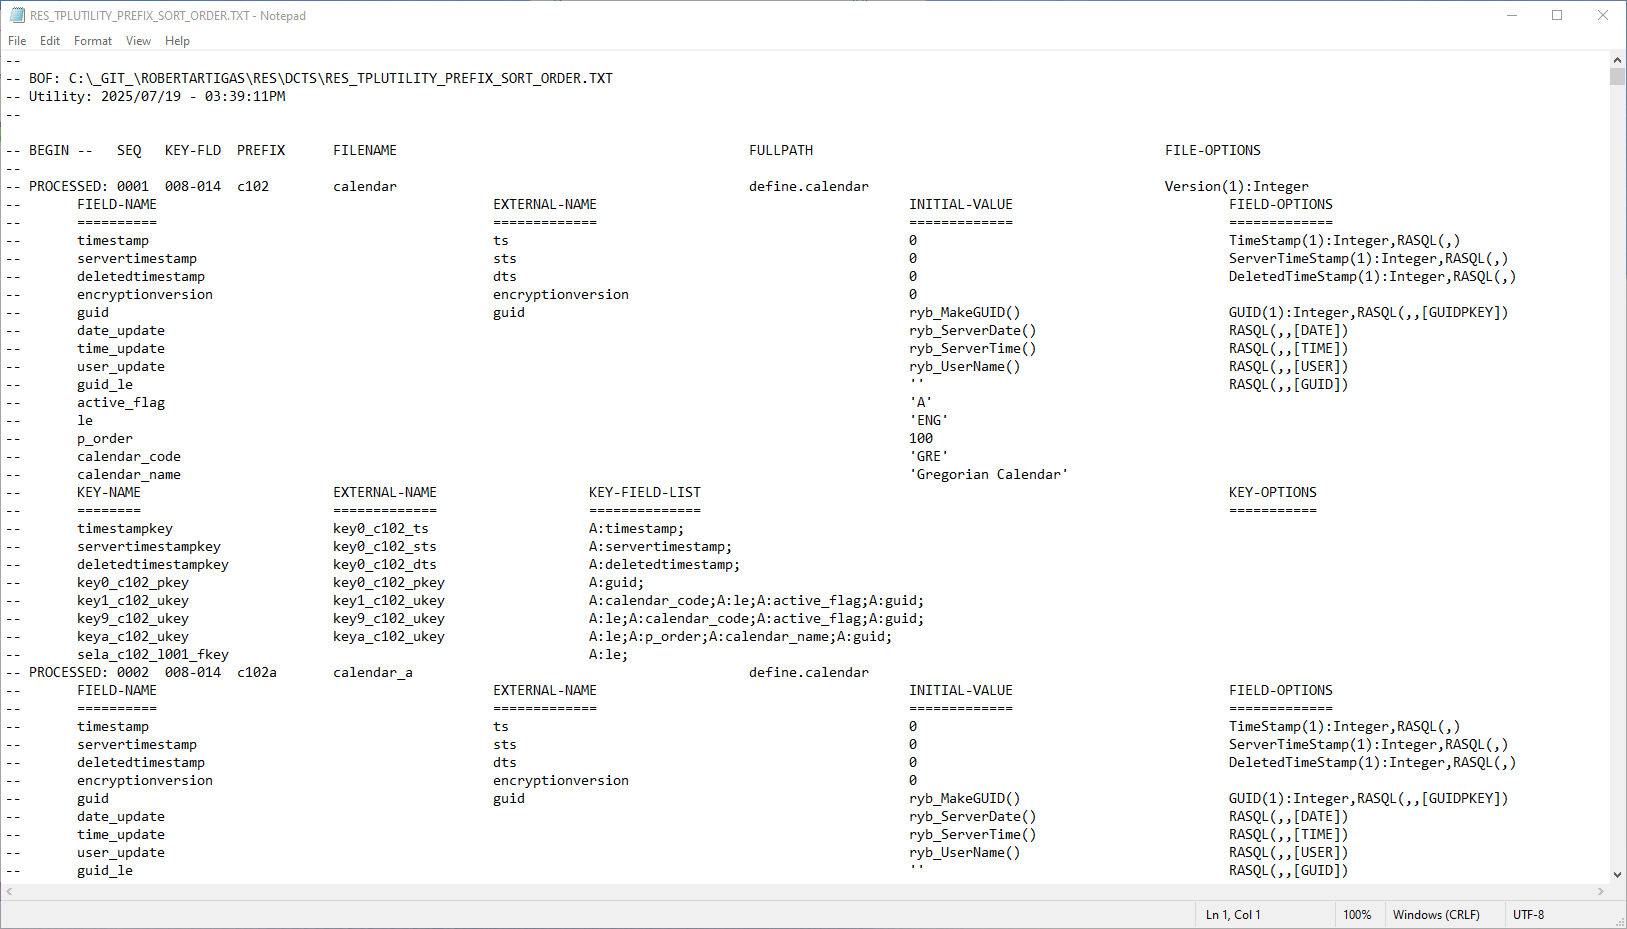 RES_TPLUTILITY_PREFIX_SORT_ORDER.TXT - Notepad
File Edit Format View Help
--
-- BOF: C:\_GIT_\ROBERTARTIGAS\RES\DCTS\RES_TPLUTILITY_PREFIX_SORT_ORDER.TXT
-- Utility: 2025/07/19 - 03:39:11PM
--
-- BEGIN -- SEQ KEY-FLD PREFIX FILENAME FULLPATH FILE-OPTIONS
--
-- PROCESSED: 0001 008-014 c102 calendar define.calendar Version(1):Integer
-- FIELD-NAME EXTERNAL-NAME INITIAL-VALUE FIELD-OPTIONS
-- ========== ============= ============= =============
-- timestamp ts 0 TimeStamp(1):Integer,RASQL(,)
-- servertimestamp sts 0 ServerTimeStamp(1):Integer,RASQL(,)
-- deletedtimestamp dts 0 DeletedTimeStamp(1):Integer,RASQL(,)
-- encryptionversion encryptionversion 0
-- guid guid ryb_MakeGUID() GUID(1):Integer,RASQL(,,[GUIDPKEY])
-- date_update ryb_ServerDate() RASQL(,,[DATE])
-- time_update ryb_ServerTime() RASQL(,,[TIME])
-- user_update ryb_UserName() RASQL(,,[USER])
-- guid_le '' RASQL(,,[GUID])
-- active_flag 'A'
-- le 'ENG'
-- p_order 100
-- calendar_code 'GRE'
-- calendar_name 'Gregorian Calendar'
-- KEY-NAME EXTERNAL-NAME KEY-FIELD-LIST KEY-OPTIONS
-- ======== ============= ============== ===========
-- timestampkey key0_c102_ts A:timestamp;
-- servertimestampkey key0_c102_sts A:servertimestamp;
-- deletedtimestampkey key0_c102_dts A:deletedtimestamp;
-- key0_c102_pkey key0_c102_pkey A:guid;
-- key1_c102_ukey key1_c102_ukey A:calendar_code;A:le;A:active_flag;A:guid;
-- key9_c102_ukey key9_c102_ukey A:le;A:calendar_code;A:active_flag;A:guid;
-- keya_c102_ukey keya_c102_ukey A:le;A:p_order;A:calendar_name;A:guid;
-- sela_c102_l001_fkey A:le;
-- PROCESSED: 0002 008-014 c102a calendar_a define.calendar
-- FIELD-NAME EXTERNAL-NAME INITIAL-VALUE FIELD-OPTIONS
-- ========== ============= ============= =============
-- timestamp ts 0 TimeStamp(1):Integer,RASQL(,)
-- servertimestamp sts 0 ServerTimeStamp(1):Integer,RASQL(,)
-- deletedtimestamp dts 0 DeletedTimeStamp(1):Integer,RASQL(,)
-- encryptionversion encryptionversion 0
-- guid guid ryb_MakeGUID() GUID(1):Integer,RASQL(,,[GUIDPKEY])
-- date_update ryb_ServerDate() RASQL(,,[DATE])
-- time_update ryb_ServerTime() RASQL(,,[TIME])
-- user_update ryb_UserName() RASQL(,,[USER])
-- guid_le '' RASQL(,,[GUID])
Ln 1, Col 1 100% Windows (CRLF) UTF-8